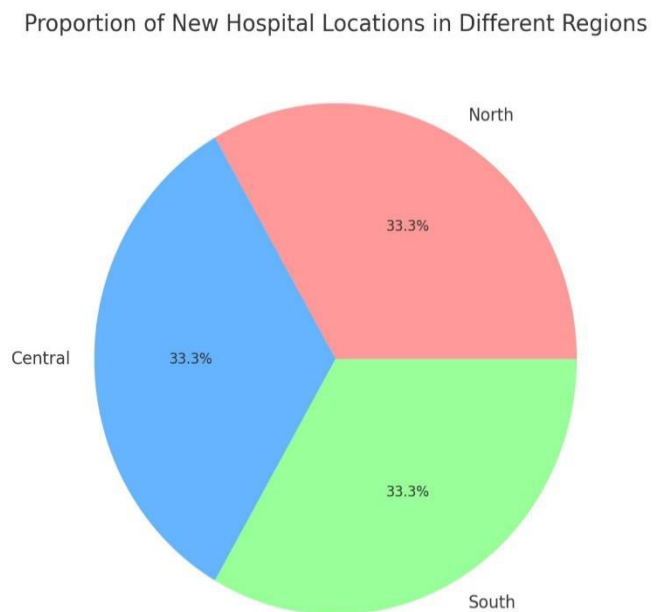 Proportion of New Hospital Locations in Different Regions
North
33.3%
Central
33.3%
33.3%
South